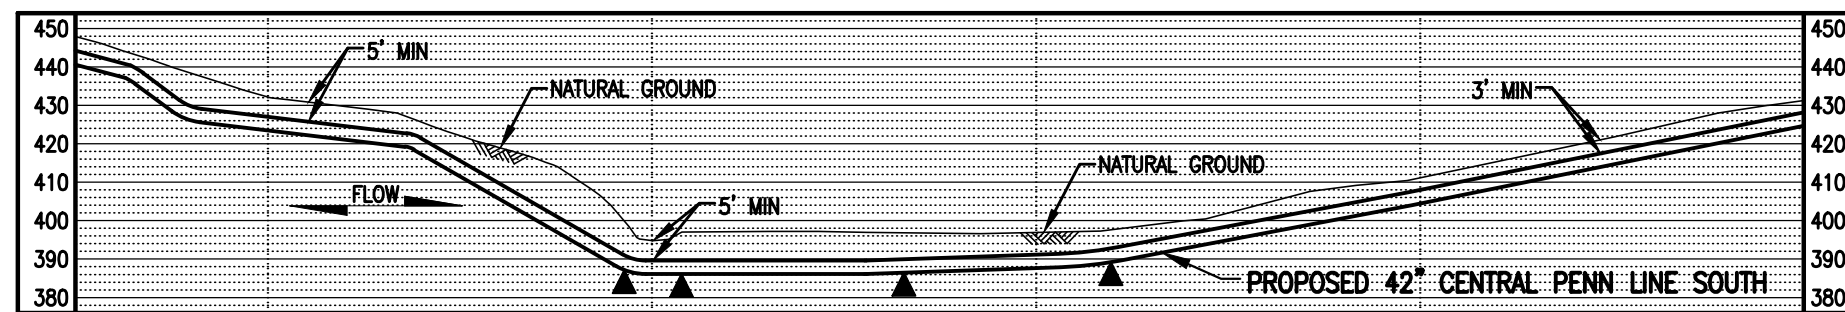 450 450
5' MIN
440 440
NATURAL GROUND 3' MIN
430 430
420 420
NATURAL GROUND
410 410
FLOW
5' MIN
400 400
390 390
PROPOSED 42" CENTRAL PENN LINE SOUTH
380 380